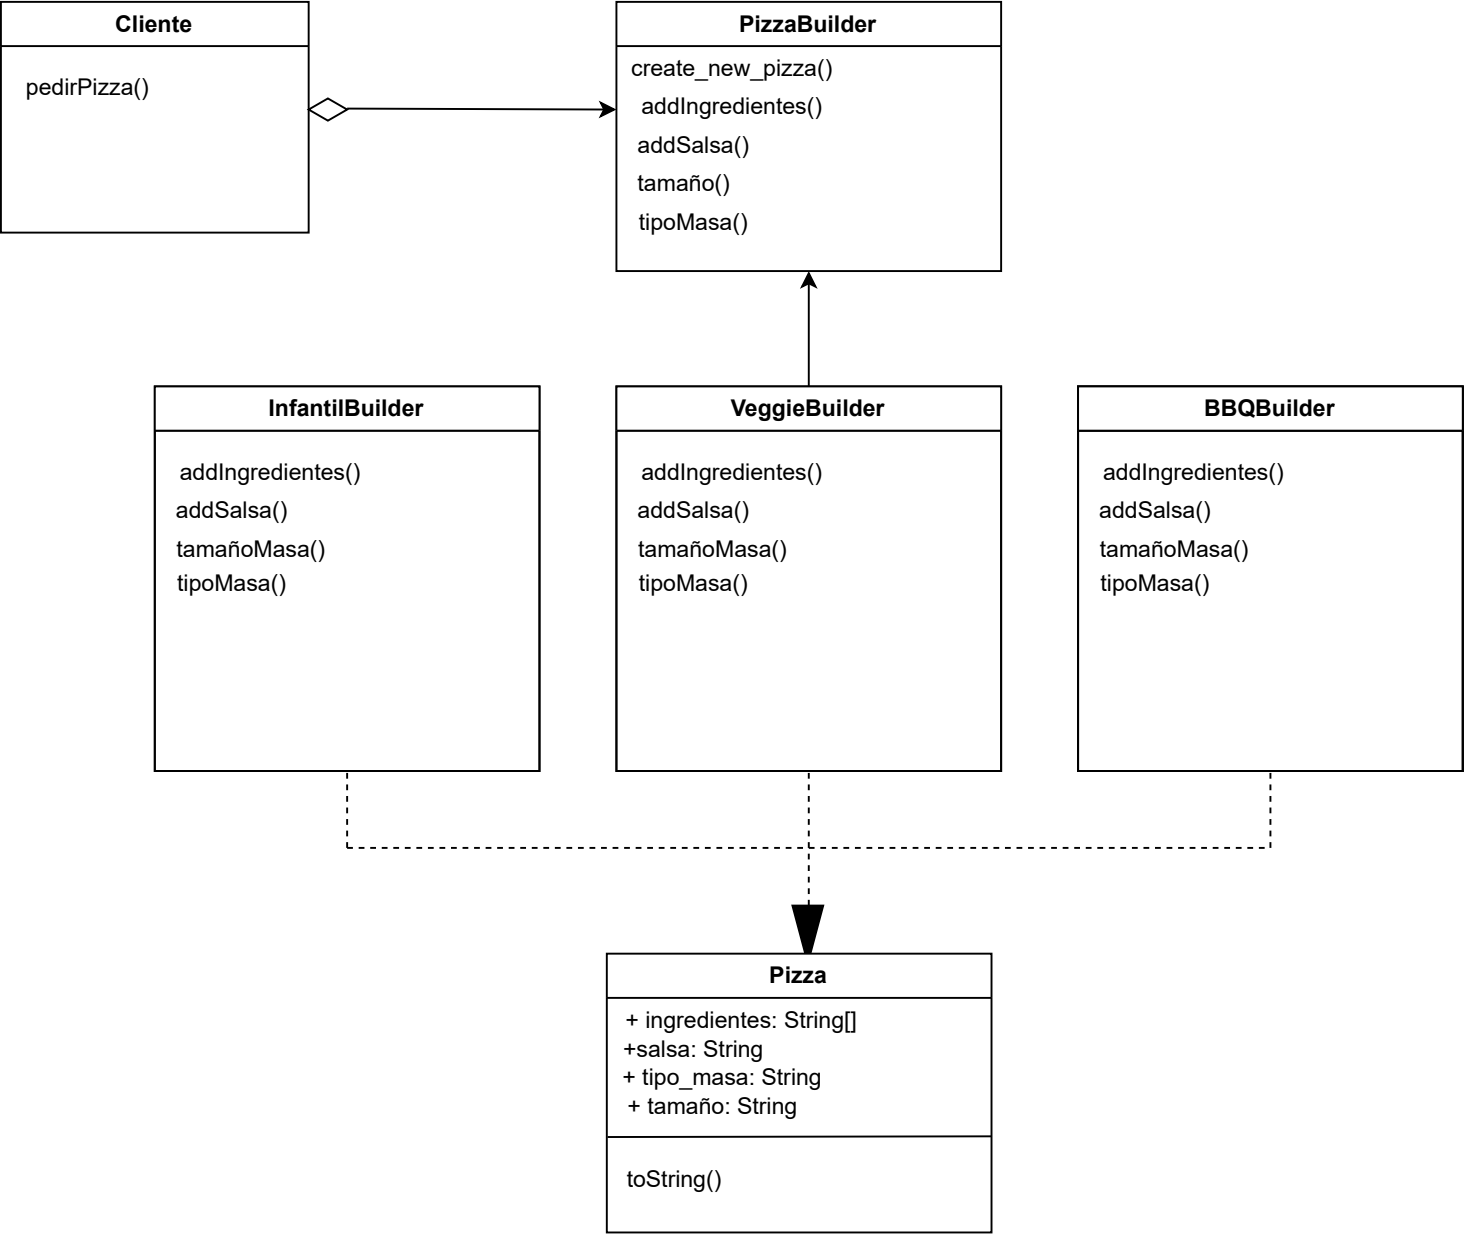 Cliente
pedirPizza()
PizzaBuilder
create_new_pizza()
addIngredientes()
addSalsa()
tamaño()
tipoMasa()
InfantilBuilder
addIngredientes()
addSalsa()
tamañoMasa()
tipoMasa()
VeggieBuilder
addIngredientes()
addSalsa()
tamañoMasa()
tipoMasa()
BBQBuilder
addIngredientes()
addSalsa()
tamañoMasa()
tipoMasa()
Pizza
+ ingredientes: String[]
+salsa: String
+ tipo_masa: String
+ tamaño: String
toString()